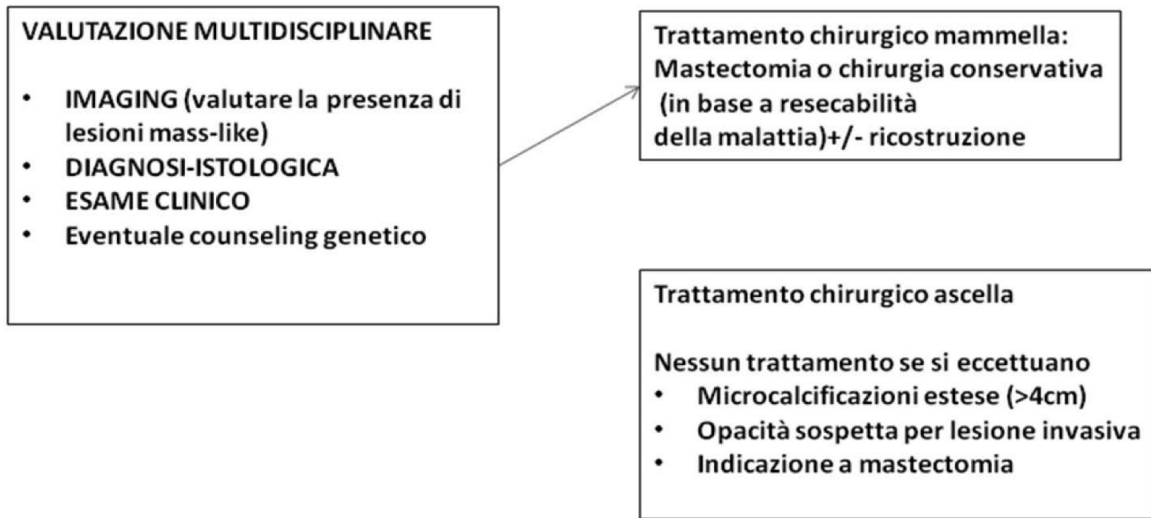 VALUTAZIONE MULTIDISCIPLINARE
• IMAGING (valutare la presenza di
lesioni mass-like)
• DIAGNOSI-ISTOLOGICA
• ESAME CLINICO
• Eventuale counseling genetico
Trattamento chirurgico mammella:
Mastectomia o chirurgia conservativa
(in base a resecabilità
della malattia)+/- ricostruzione
Trattamento chirurgico ascella
Nessun trattamento se si eccettuano
• Microcalcificazioni estese (>4cm)
• Opacità sospetta per lesione invasiva
• Indicazione a mastectomia